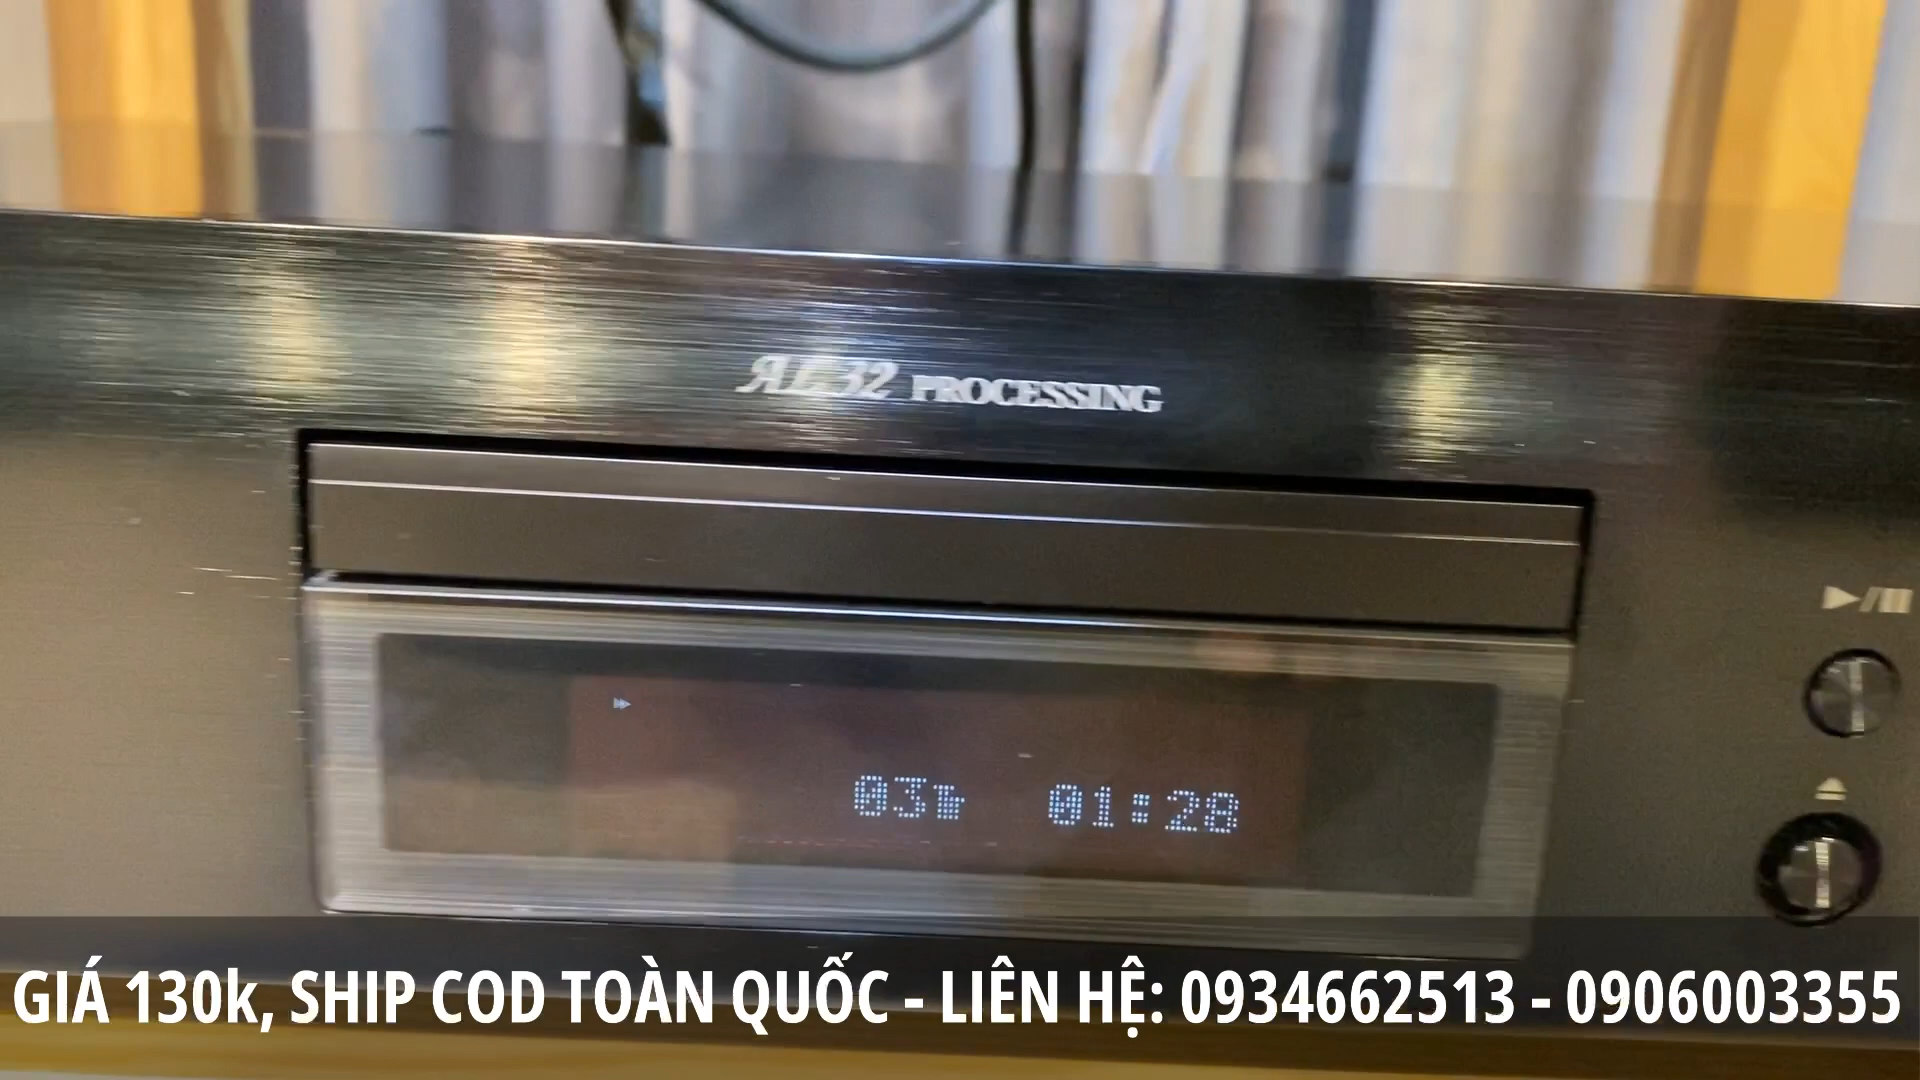 AL32 PROCESSING
03Tr 01:28
GIÁ 130k, SHIP COD TOÀN QUỐC - LIÊN HỆ: 0934662513 - 0906003355